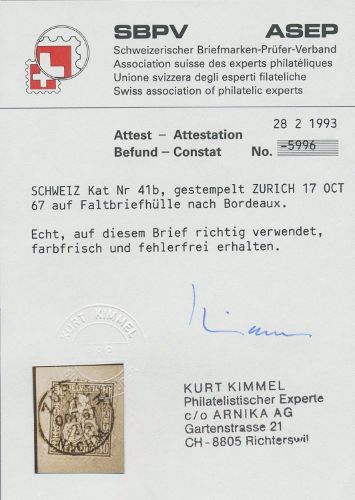 SBPV ASEP
Schweizerischer Briefmarken-Prüfer-Verband
Association suisse des experts philatéliques
Unione svizzera degli esperti filateliche
Swiss association of philatelic experts
28 2 1993
Attest – Attestation
Befund – Constat No. -5996
SCHWEIZ Kat Nr 41b, gestempelt ZURICH 17 OCT
67 auf Faltbriefhülle nach Bordeaux.
Echt, auf diesem Brief richtig verwendet,
farbfrisch und fehlerfrei erhalten.
KURT KIMMEL
KURT KIMMEL
Philatelistischer Experte
c/o ARNIKA AG
Gartenstrasse 21
CH-8805 Richterswil